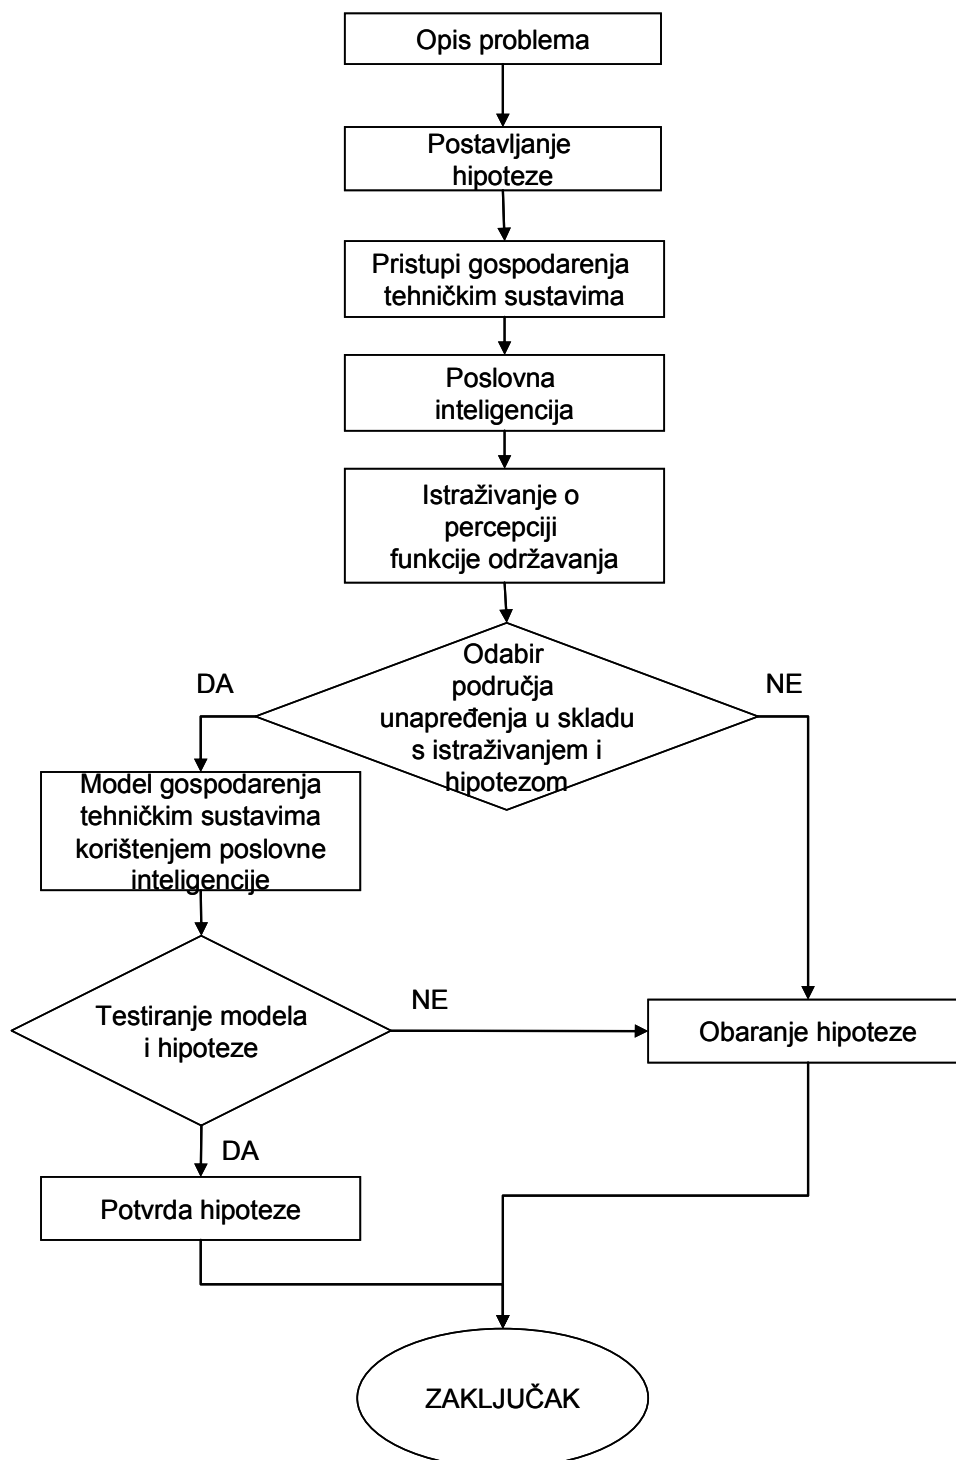 Opis problema
Postavljanje
hipoteze
Pristupi gospodarenja
tehničkim sustavima
Poslovna
inteligencija
Istraživanje o
percepciji
funkcije održavanja
Odabir
područja
unapređenja u skladu
s istraživanjem i
hipotezom
DA
NE
Model gospodarenja
tehničkim sustavima
korištenjem poslovne
inteligencije
Testiranje modela
i hipoteze
NE
Obaranje hipoteze
DA
Potvrda hipoteze
ZAKLJUČAK